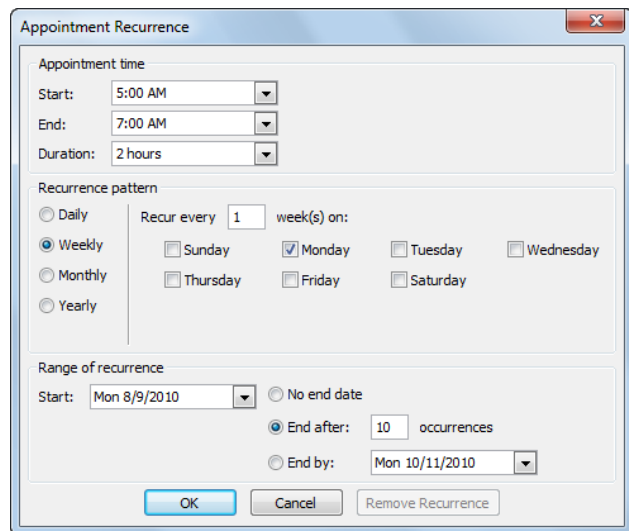 Appointment Recurrence
Appointment time
Start: 5:00 AM
End: 7:00 AM
Duration: 2 hours
Recurrence pattern
Daily Recur every 1 week(s) on:
Weekly Sunday Monday Tuesday Wednesday
Monthly Thursday Friday Saturday
Yearly
Range of recurrence
Start: Mon 8/9/2010 No end date
End after: 10 occurrences
End by: Mon 10/11/2010
OK Cancel Remove Recurrence